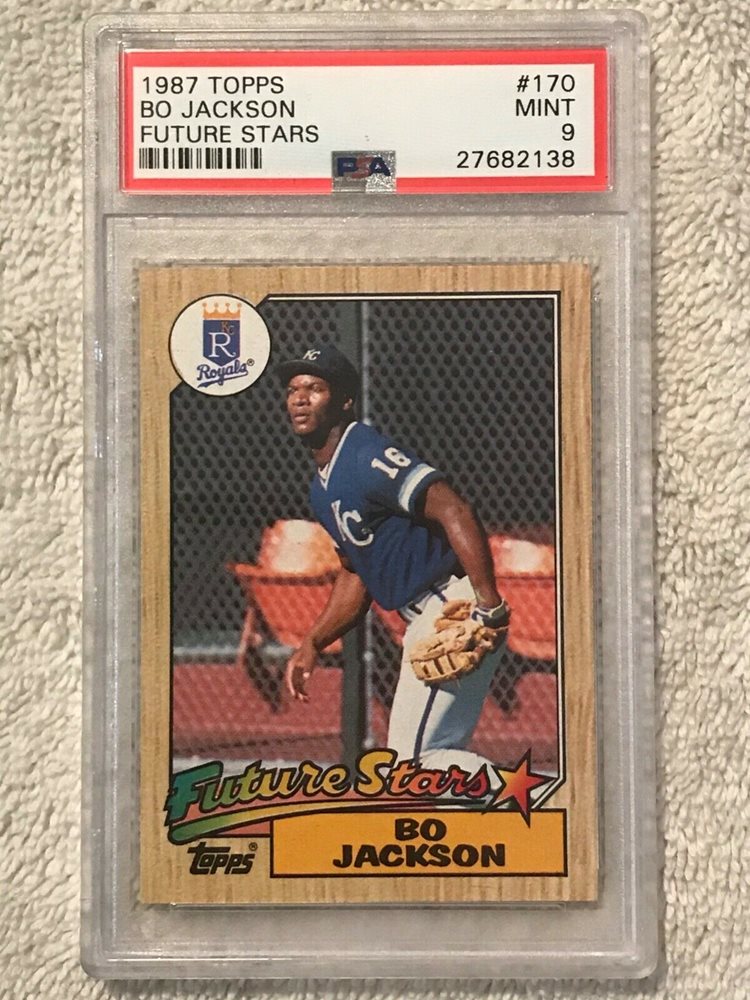 1987 TOPPS #170
BO JACKSON MINT
FUTURE STARS 9
PSA 27682138
KC
R
Royals®
KC
16
KC
Future Stars
topps®
BO
JACKSON